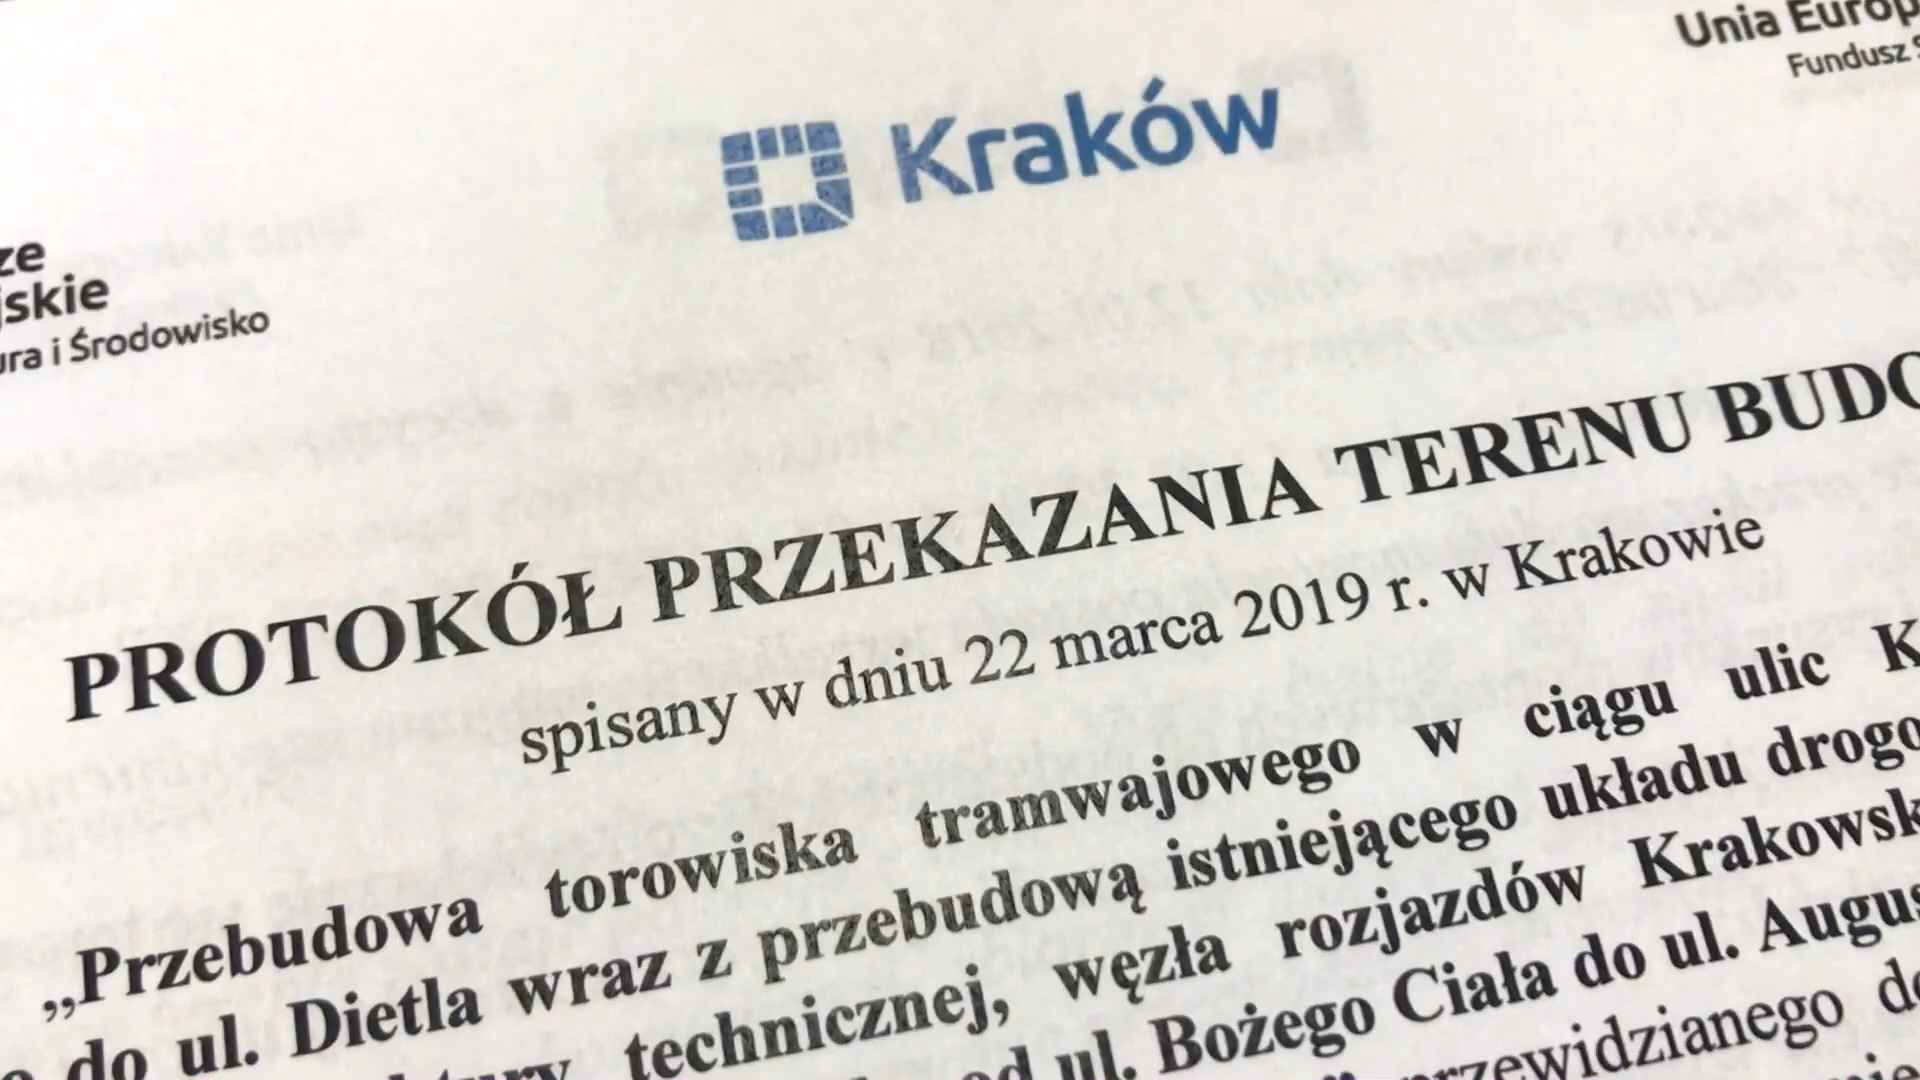 Unia Europ
Fundusz S
Kraków
ze
jskie
ura i Środowisko
PROTOKÓŁ PRZEKAZANIA TERENU BUDO
spisany w dniu 22 marca 2019 r. w Krakowie
„Przebudowa torowiska tramwajowego w ciągu ulic K
do ul. Dietla wraz z przebudową istniejącego układu drogo
technicznej, węzła rozjazdów Krakowsk
od ul. Bożego Ciała do ul. Augus
przewidzianego do